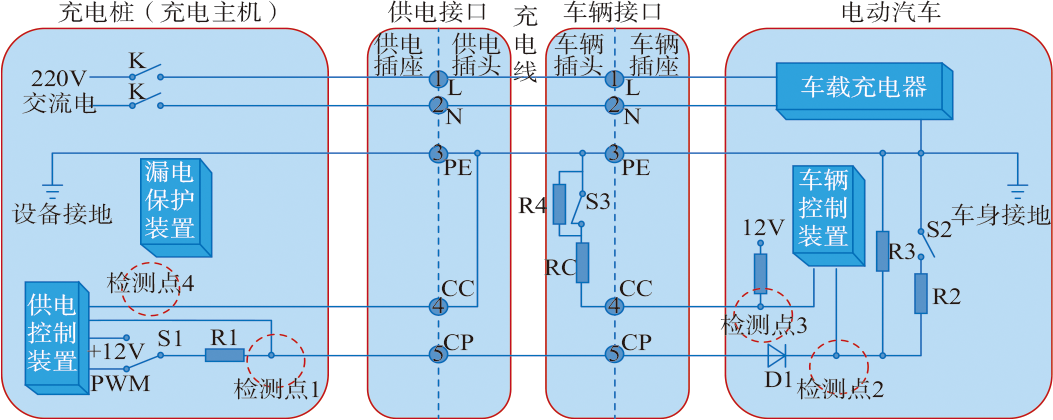 充电桩（充电主机）
供电接口
充
电
线
车辆接口
电动汽车
供电
插座
供电
插头
车辆
插头
车辆
插座
220V
交流电
K
K
1
L
2
N
3
PE
4
CC
5
CP
1
L
2
N
3
PE
4
CC
5
CP
车载充电器
漏电
保护
装置
设备接地
检测点4
供电
控制
装置
+12V
PWM
S1
R1
检测点1
R4
S3
RC
12V
车辆
控制
装置
检测点3
D1
检测点2
R3
S2
R2
车身接地